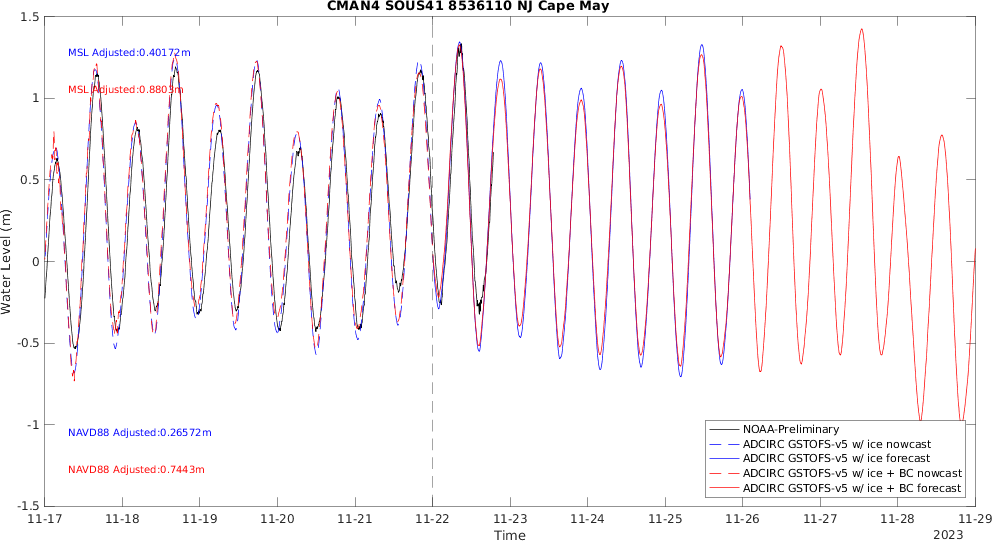 CMAN4 SOUS41 8536110 NJ Cape May
1.5
1
0.5
0
-0.5
-1
-1.5
Water Level (m)
MSL Adjusted:0.40172m
MSL Adjusted:0.8803m
NAVD88 Adjusted:0.26572m
NAVD88 Adjusted:0.7443m
NOAA-Preliminary
ADCIRC GSTOFS-v5 w/ ice nowcast
ADCIRC GSTOFS-v5 w/ ice forecast
ADCIRC GSTOFS-v5 w/ ice + BC nowcast
ADCIRC GSTOFS-v5 w/ ice + BC forecast
11-17 11-18 11-19 11-20 11-21 11-22 11-23 11-24 11-25 11-26 11-27 11-28 11-29
Time
2023